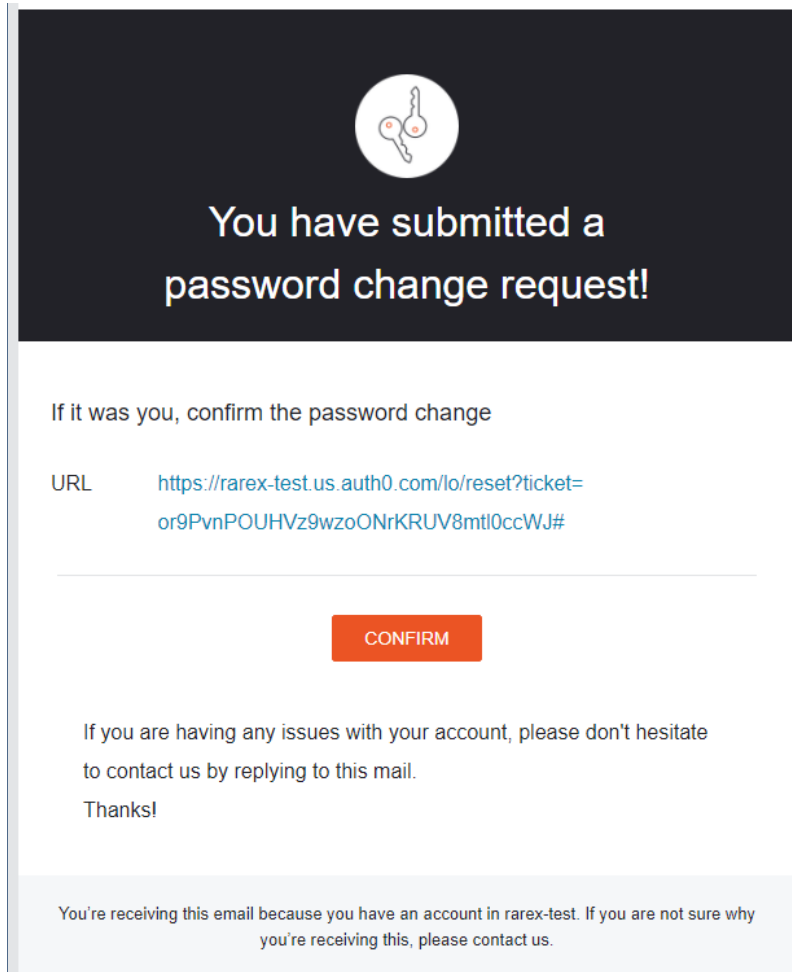 You have submitted a
password change request!
If it was you, confirm the password change
URL https://rarex-test.us.auth0.com/lo/reset?ticket=
or9PvnPOUHVz9wzoONrKRUV8mtl0ccWJ#
CONFIRM
If you are having any issues with your account, please don't hesitate
to contact us by replying to this mail.
Thanks!
You’re receiving this email because you have an account in rarex-test. If you are not sure why
you’re receiving this, please contact us.